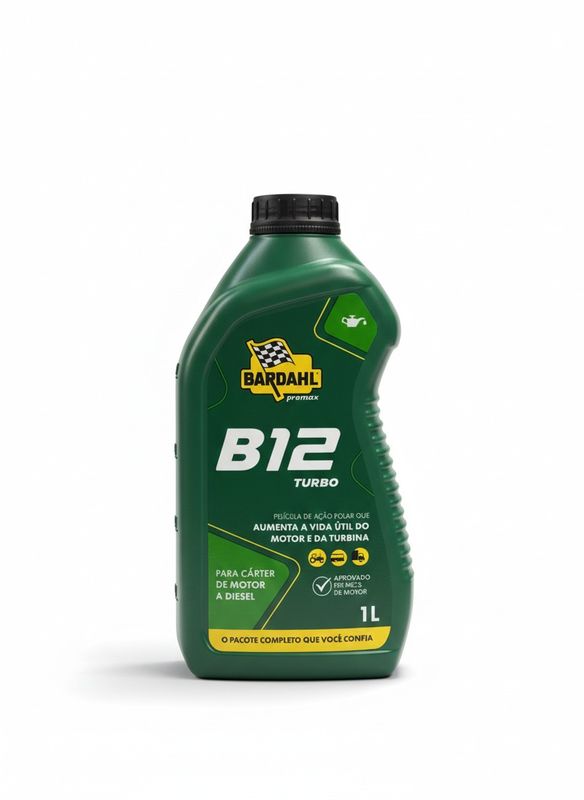 BARDAHL
promax
B12
TURBO
PELÍCULA DE AÇÃO POLAR QUE
AUMENTA A VIDA ÚTIL DO
MOTOR E DA TURBINA
PARA CÁRTER
DE MOTOR
A DIESEL
APROVADO
DE MOYOR
1L
O PACOTE COMPLETO QUE VOCÊ CONFIA